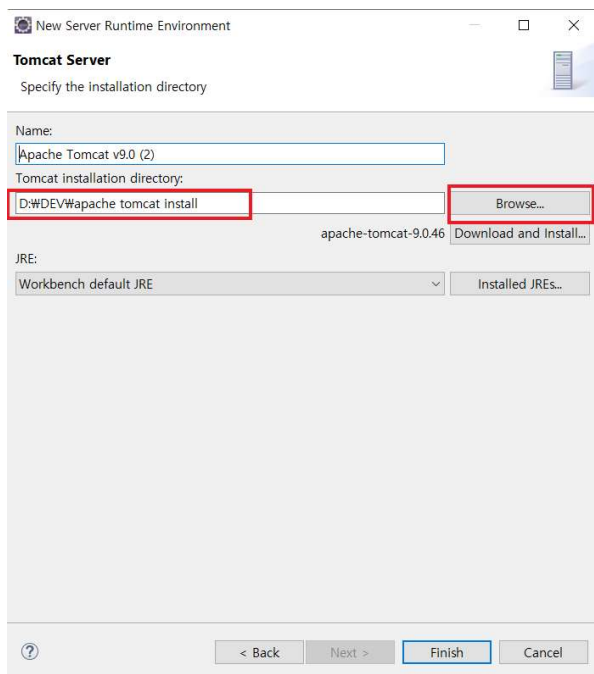 New Server Runtime Environment
Tomcat Server
Specify the installation directory
Name:
Apache Tomcat v9.0 (2)
Tomcat installation directory:
D:₩DEV₩apache tomcat install
Browse...
apache-tomcat-9.0.46 Download and Install...
JRE:
Workbench default JRE
Installed JREs...
< Back Next > Finish Cancel